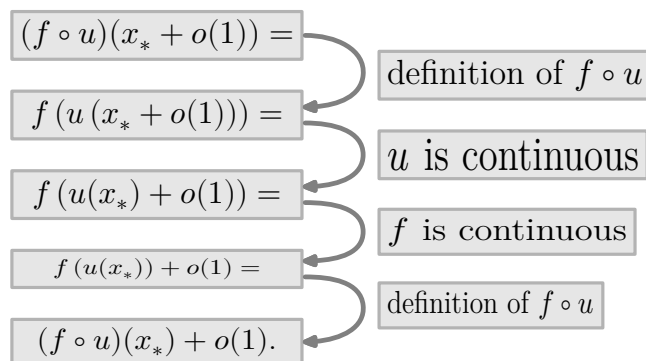 (f ∘ u)(x_* + o(1)) =
definition of f ∘ u
f (u (x_* + o(1))) =
u is continuous
f (u(x_*) + o(1)) =
f is continuous
f (u(x_*)) + o(1) =
definition of f ∘ u
(f ∘ u)(x_*) + o(1).